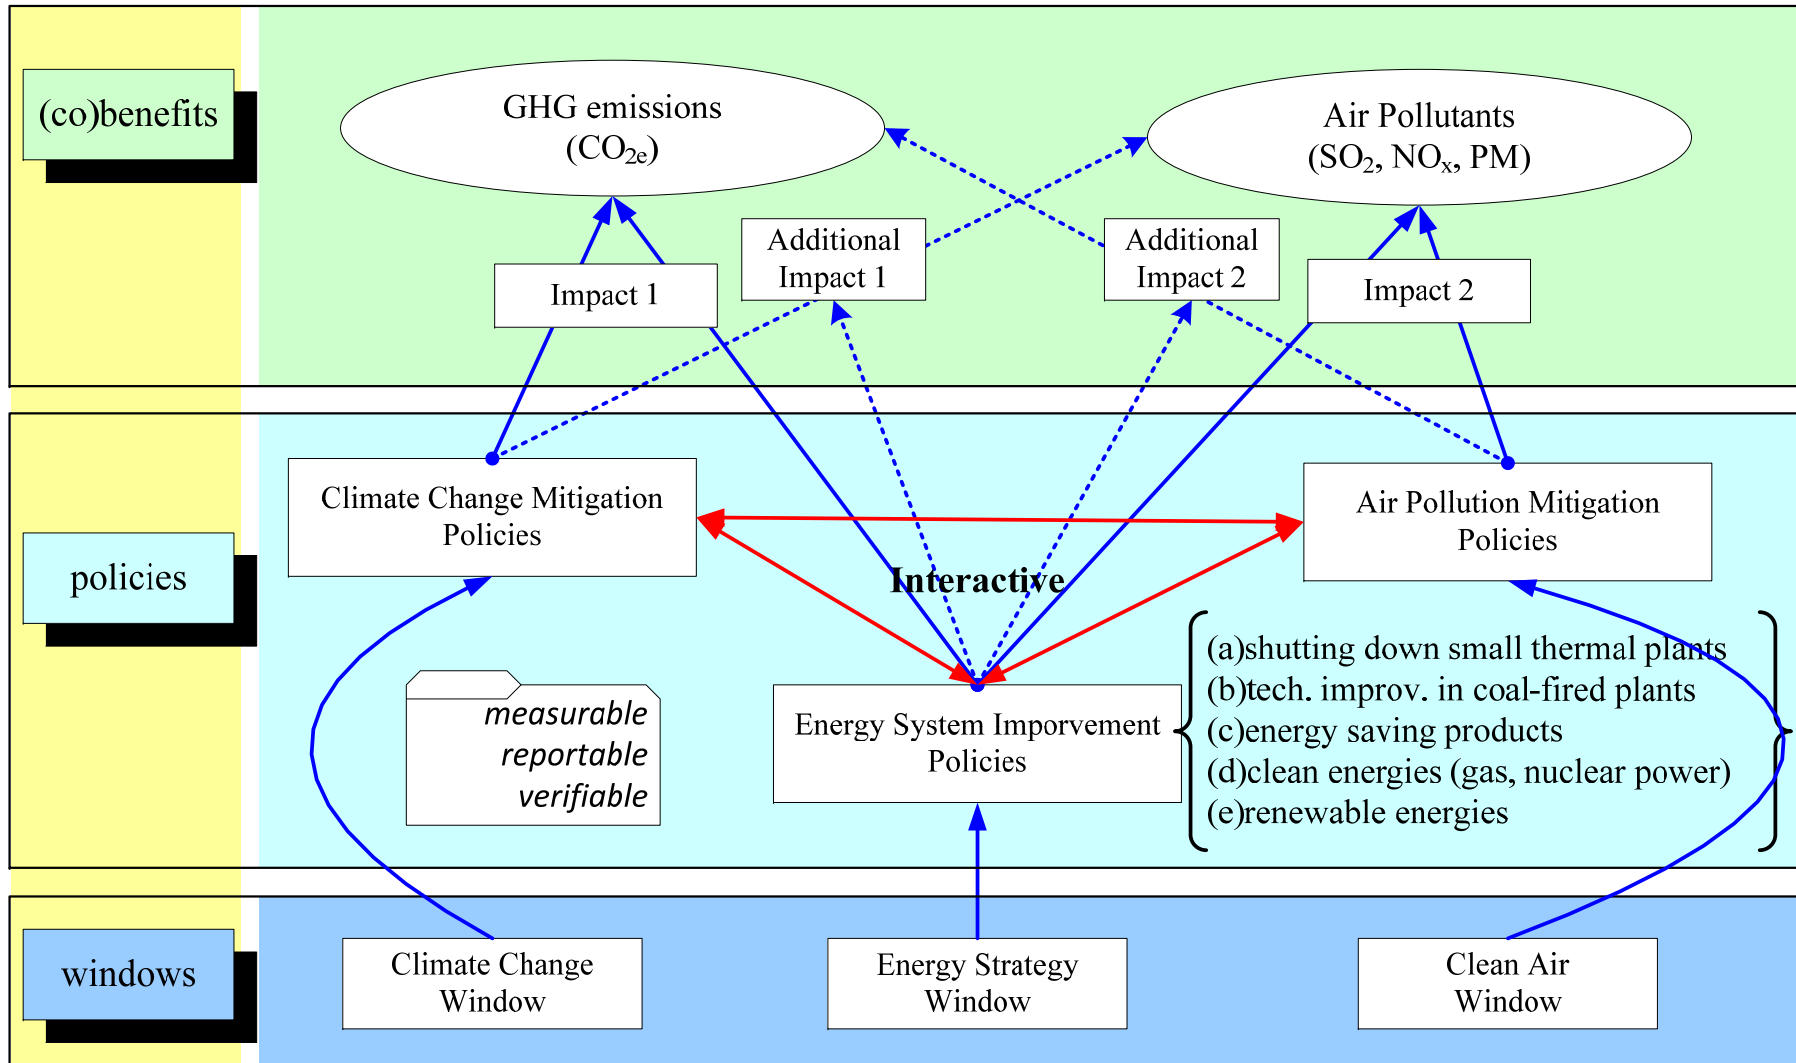 (co)benefits
GHG emissions
(CO₂ₑ)
Air Pollutants
(SO₂, NOₓ, PM)
Additional
Impact 1
Additional
Impact 2
Impact 1
Impact 2
policies
Climate Change Mitigation
Policies
Air Pollution Mitigation
Policies
Interactive
measurable
reportable
verifiable
Energy System Imporvement
Policies
(a)shutting down small thermal plants
(b)tech. improv. in coal-fired plants
(c)energy saving products
(d)clean energies (gas, nuclear power)
(e)renewable energies
windows
Climate Change
Window
Energy Strategy
Window
Clean Air
Window